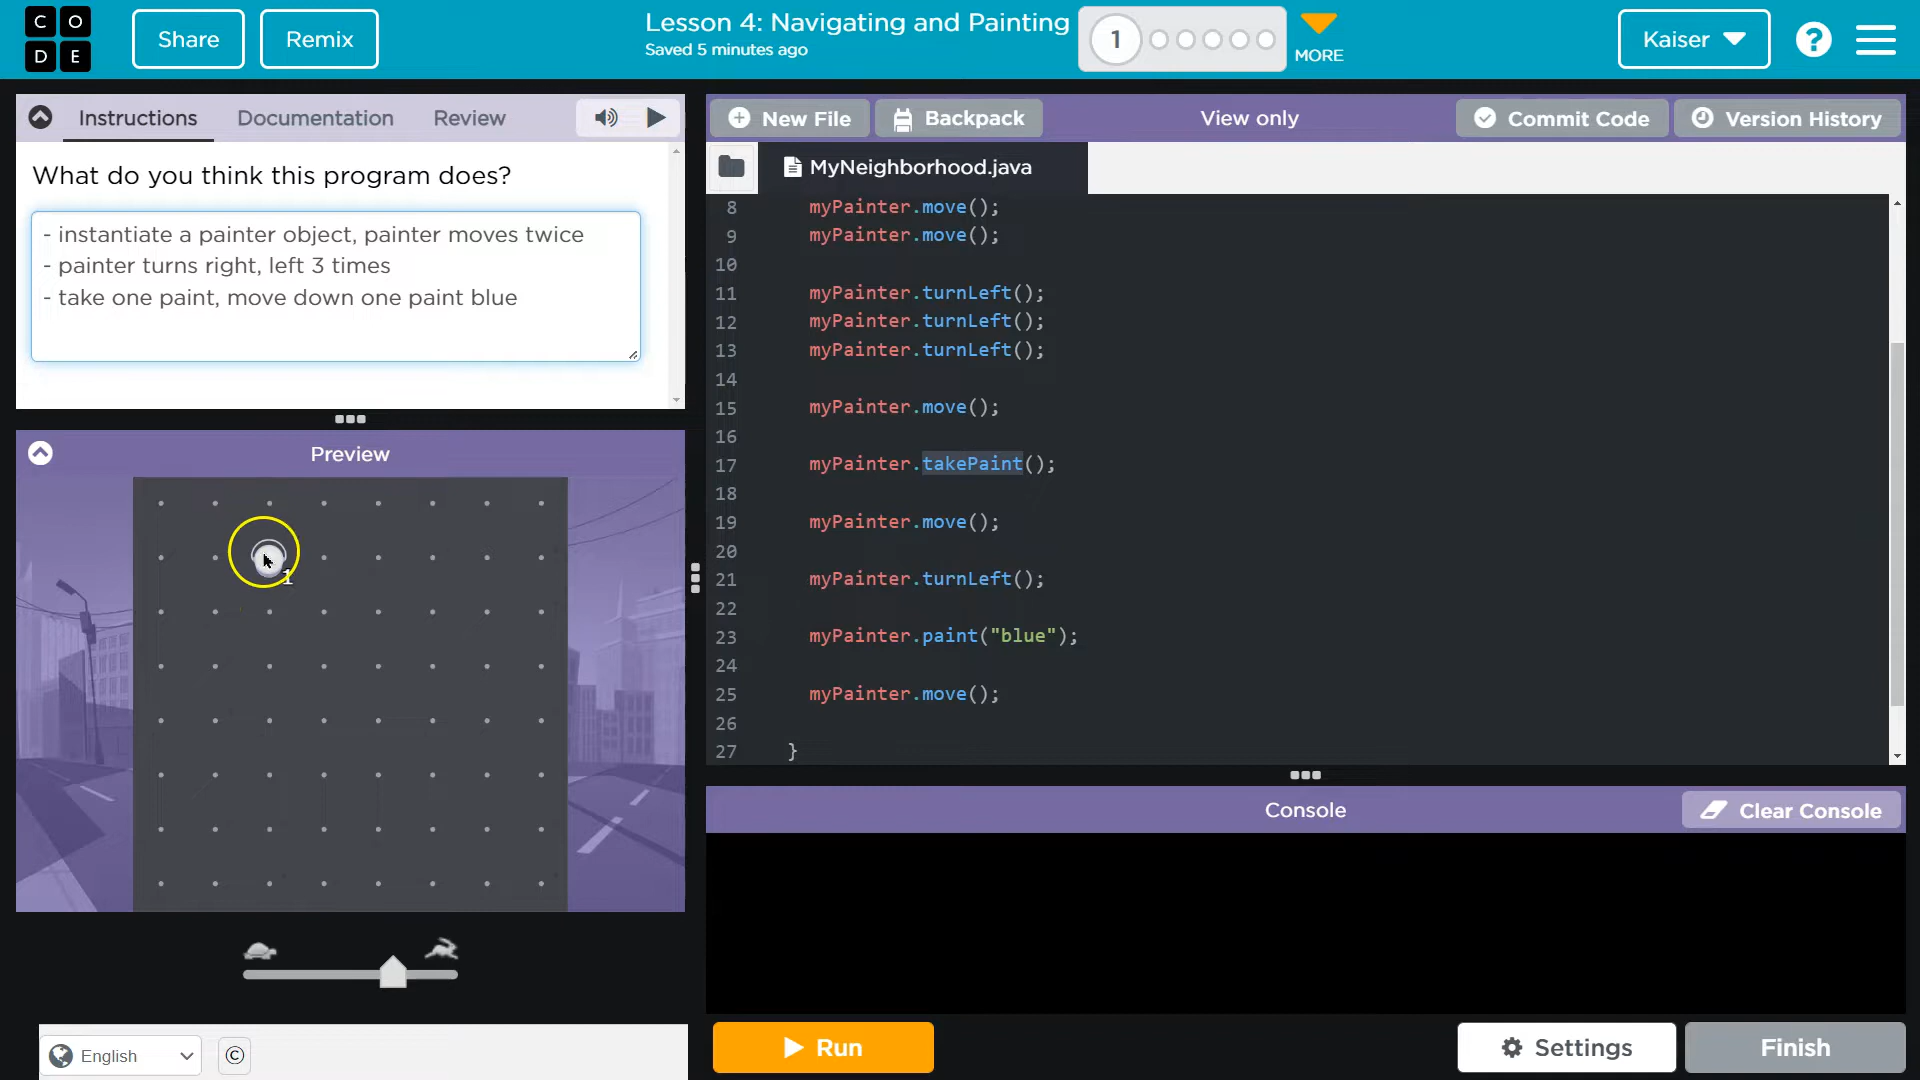 C O
D E
Share
Remix
Lesson 4: Navigating and Painting
Saved 5 minutes ago
1
MORE
Kaiser
?
Instructions
Documentation
Review
What do you think this program does?
- instantiate a painter object, painter moves twice
- painter turns right, left 3 times
- take one paint, move down one paint blue
Preview
1
English
©
New File
Backpack
View only
Commit Code
Version History
MyNeighborhood.java
8 myPainter.move();
9 myPainter.move();
10
11 myPainter.turnLeft();
12 myPainter.turnLeft();
13 myPainter.turnLeft();
14
15 myPainter.move();
16
17 myPainter.takePaint();
18
19 myPainter.move();
20
21 myPainter.turnLeft();
22
23 myPainter.paint("blue");
24
25 myPainter.move();
26
27 }
Console
Clear Console
Run
Settings
Finish